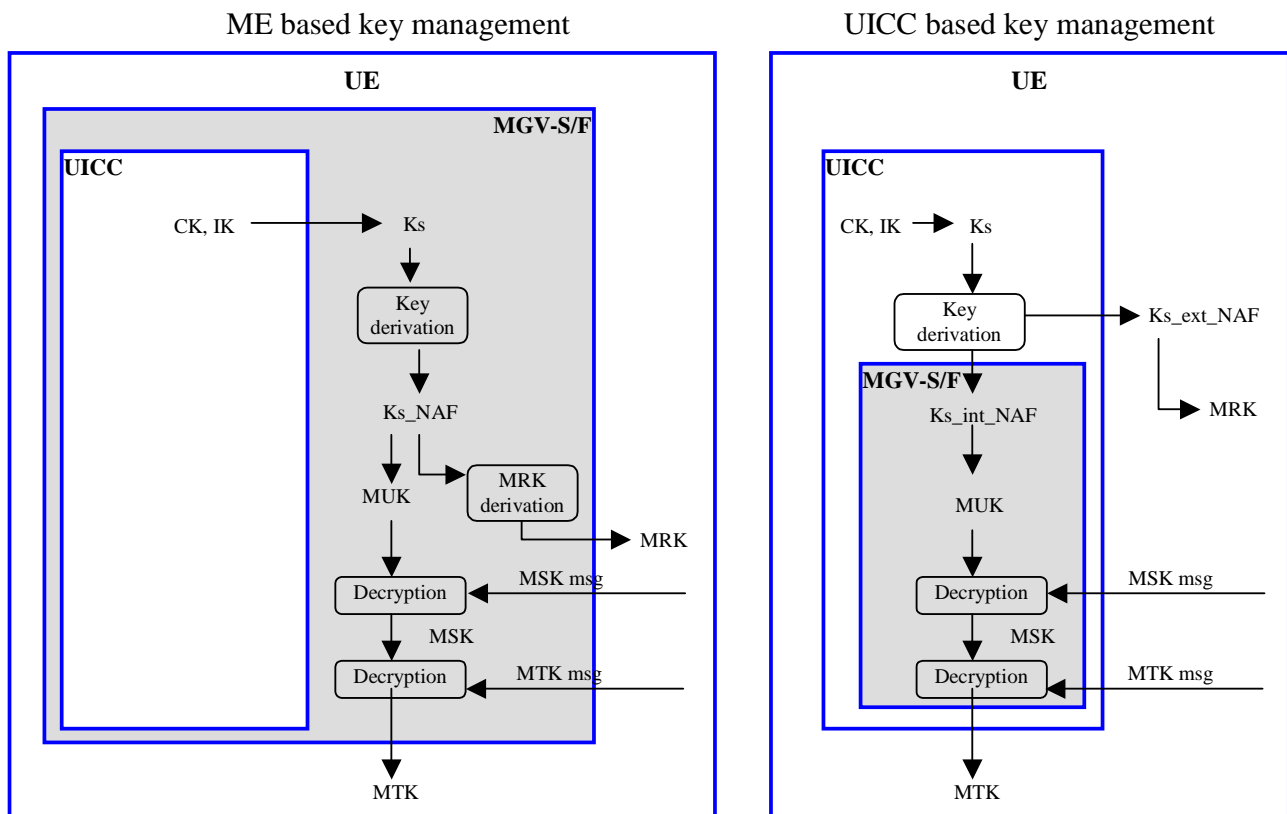 ME based key management
UE
MGV-S/F
UICC
CK, IK
Ks
Key
derivation
Ks_NAF
MUK
MRK
derivation
MRK
MSK msg
Decryption
MSK
MTK msg
Decryption
MTK
UICC based key management
UE
UICC
CK, IK
Ks
Key
derivation
Ks_ext_NAF
MGV-S/F
Ks_int_NAF
MRK
MUK
MSK msg
Decryption
MSK
MTK msg
Decryption
MTK